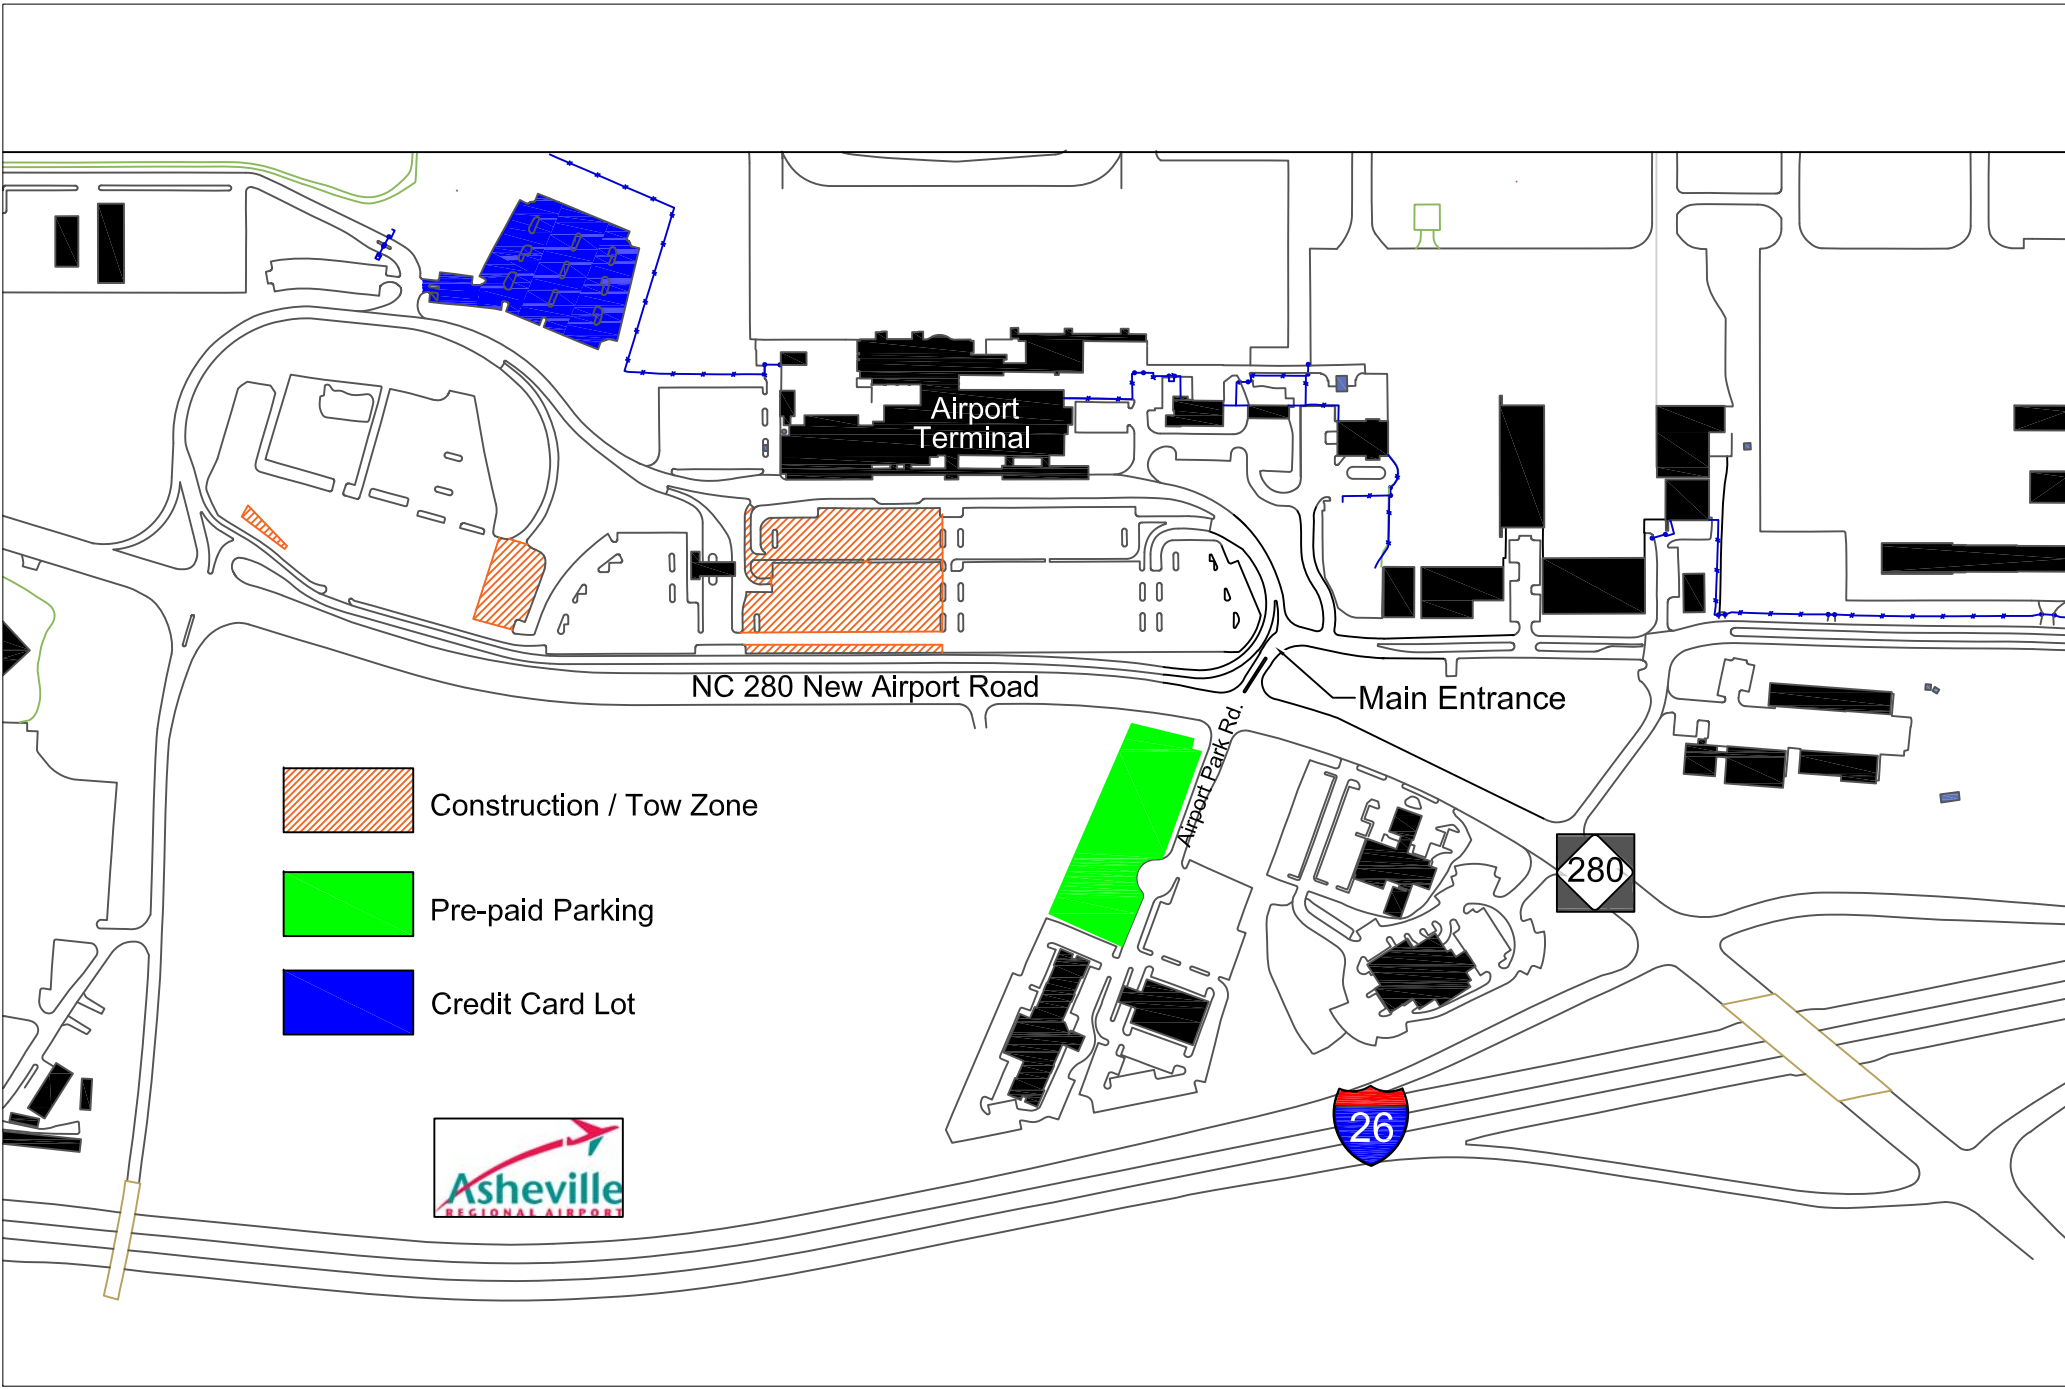 Airport
Terminal
NC 280 New Airport Road
Main Entrance
Airport Park Rd.
Construction / Tow Zone
Pre-paid Parking
Credit Card Lot
280
26
Asheville
REGIONAL AIRPORT